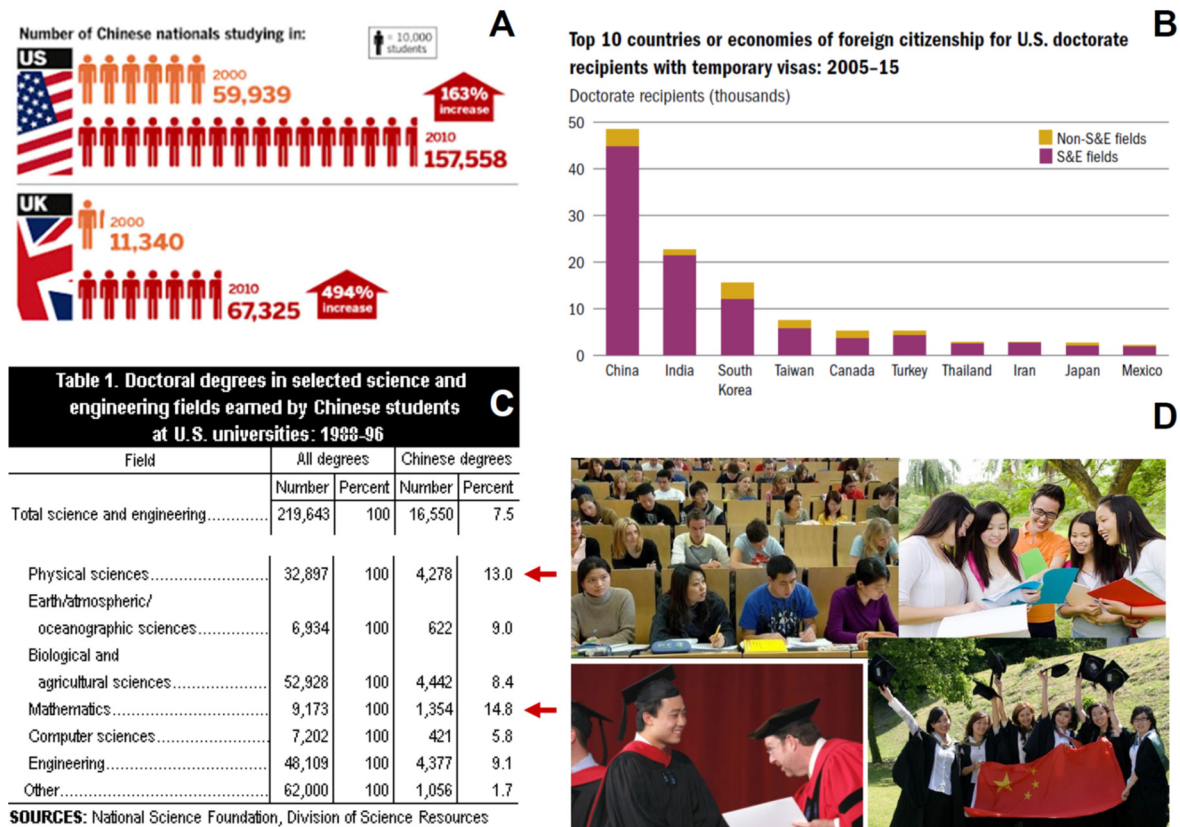 A
Number of Chinese nationals studying in:
= 10,000
students
US
2000
59,939
163%
increase
2010
157,558
UK
2000
11,340
2010
67,325
494%
increase
B
Top 10 countries or economies of foreign citizenship for U.S. doctorate
recipients with temporary visas: 2005–15
Doctorate recipients (thousands)
50
40
30
20
10
0
Non-S&E fields
S&E fields
China India South Korea Taiwan Canada Turkey Thailand Iran Japan Mexico
C
Table 1. Doctoral degrees in selected science and
engineering fields earned by Chinese students
at U.S. universities: 1988-96
Field All degrees Chinese degrees
Number Percent Number Percent
Total science and engineering............ 219,643 100 16,550 7.5
Physical sciences...................... 32,897 100 4,278 13.0
Earth/atmospheric/
oceanographic sciences............. 6,934 100 622 9.0
Biological and
agricultural sciences................. 52,928 100 4,442 8.4
Mathematics............................ 9,173 100 1,354 14.8
Computer sciences.................... 7,202 100 421 5.8
Engineering............................. 48,109 100 4,377 9.1
Other..................................... 62,000 100 1,056 1.7
SOURCES: National Science Foundation, Division of Science Resources
D